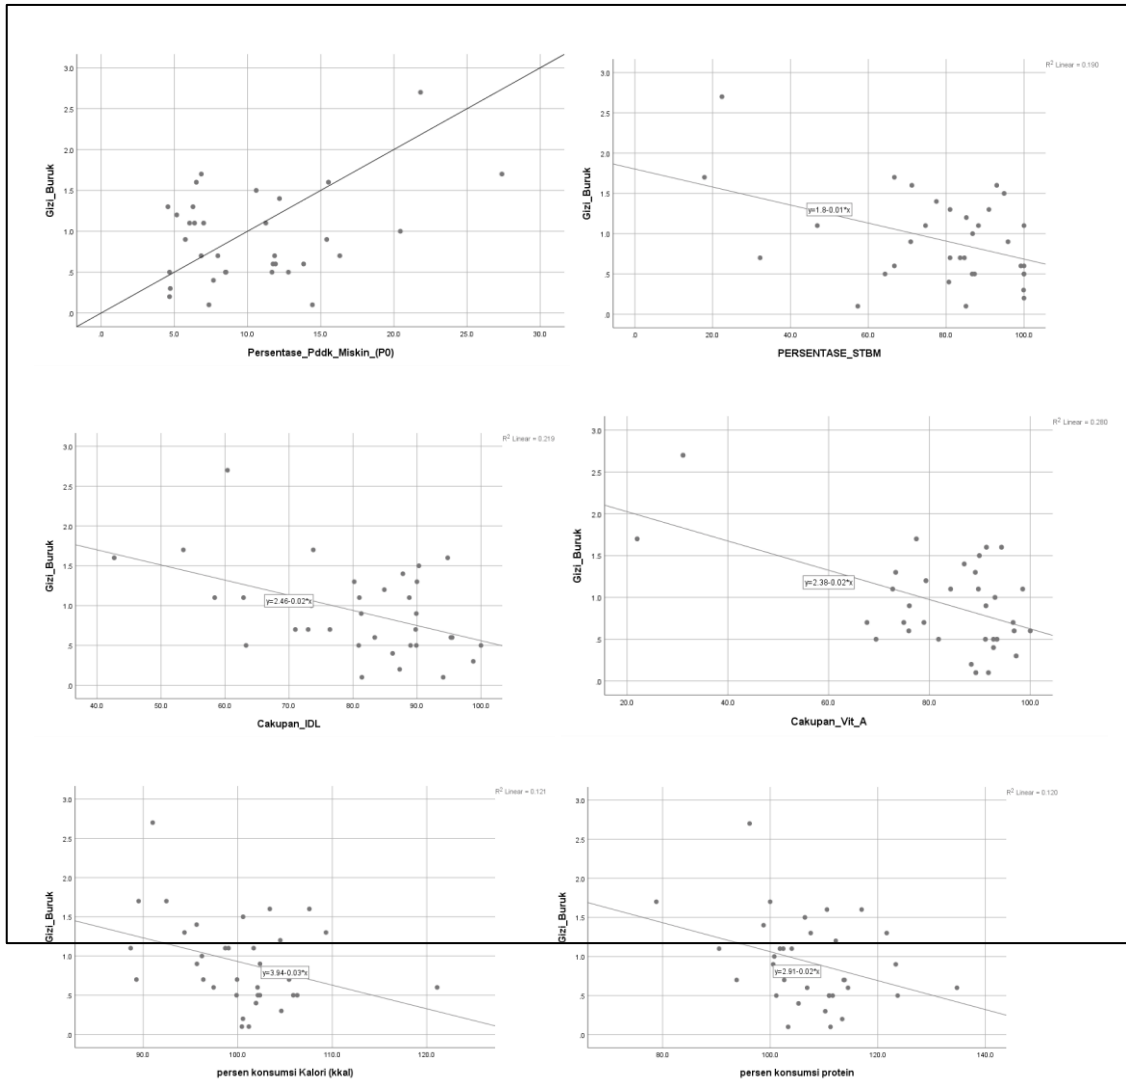 3.0
2.5
2.0
1.5
1.0
.5
.0
Gizi_Buruk
.0 5.0 10.0 15.0 20.0 25.0 30.0
Persentase_Pddk_Miskin_(P0)
R² Linear = 0.190
3.0
2.5
2.0
1.5
1.0
.5
.0
Gizi_Buruk
y=1.8-0.01*x
.0 20.0 40.0 60.0 80.0 100.0
PERSENTASE_STBM
R² Linear = 0.219
3.0
2.5
2.0
1.5
1.0
.5
.0
Gizi_Buruk
y=2.46-0.02*x
40.0 50.0 60.0 70.0 80.0 90.0 100.0
Cakupan_IDL
R² Linear = 0.280
3.0
2.5
2.0
1.5
1.0
.5
.0
Gizi_Buruk
y=2.38-0.02*x
20.0 40.0 60.0 80.0 100.0
Cakupan_Vit_A
R² Linear = 0.121
3.0
2.5
2.0
1.5
1.0
.5
.0
Gizi_Buruk
y=3.94-0.03*x
90.0 100.0 110.0 120.0
persen konsumsi Kalori (kkal)
R² Linear = 0.120
3.0
2.5
2.0
1.5
1.0
.5
.0
Gizi_Buruk
y=2.91-0.02*x
80.0 100.0 120.0 140.0
persen konsumsi protein